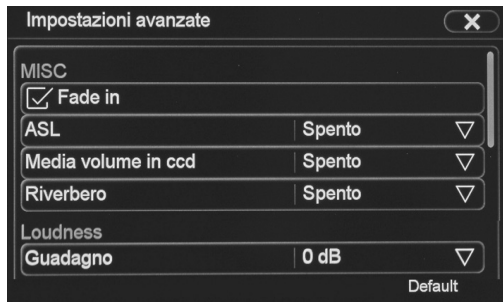 Impostazioni avanzate
MISC
Fade in
ASL Spento
Media volume in ccd Spento
Riverbero Spento
Loudness
Guadagno 0 dB
Default